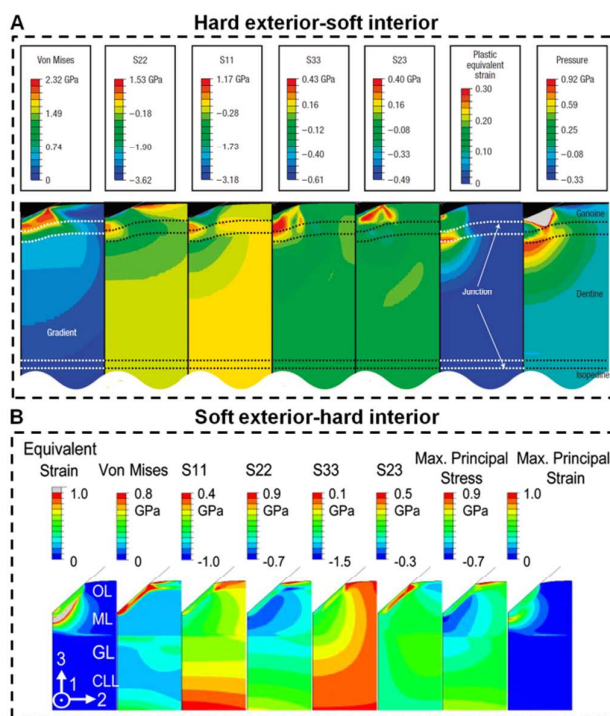 A
Hard exterior-soft interior
Von Mises
S22
S11
S33
S23
Plastic equivalent strain
Pressure
2.32 GPa
1.49
0.74
0
1.53 GPa
−0.18
−1.90
−3.62
1.17 GPa
−0.28
−1.73
−3.18
0.43 GPa
0.16
−0.12
−0.40
−0.61
0.40 GPa
0.16
−0.08
−0.33
−0.49
0.30
0.20
0.10
0
0.92 GPa
0.59
0.25
−0.08
−0.33
Ganoine
Junction
Dentine
Gradient
Isopedine
B
Soft exterior-hard interior
Equivalent Strain
Von Mises
S11
S22
S33
S23
Max. Principal Stress
Max. Principal Strain
1.0
0
0.8 GPa
0
0.4 GPa
-1.0
0.9 GPa
-0.7
0.1 GPa
-1.5
0.5 GPa
-0.3
0.9 GPa
-0.7
1.0
0
OL
ML
GL
CLL
3
1
2